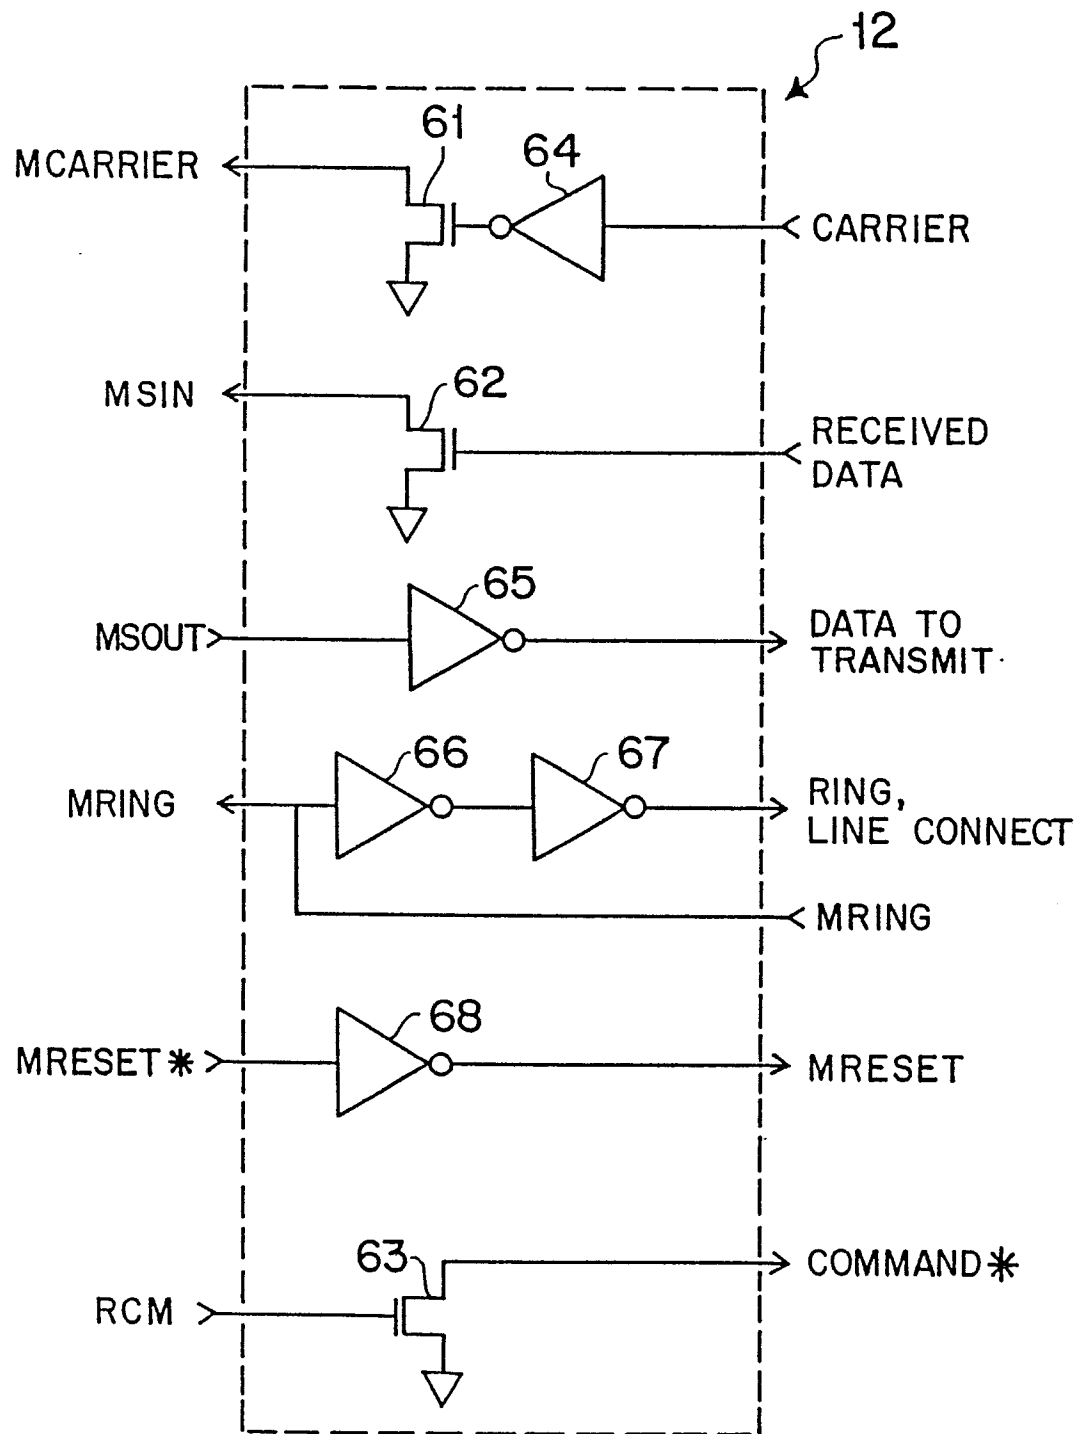 12
61
64
MCARRIER
CARRIER
62
MSIN
RECEIVED
DATA
65
MSOUT
DATA TO
TRANSMIT
66
67
MRING
RING,
LINE CONNECT
MRING
68
MRESET*
MRESET
63
COMMAND*
RCM